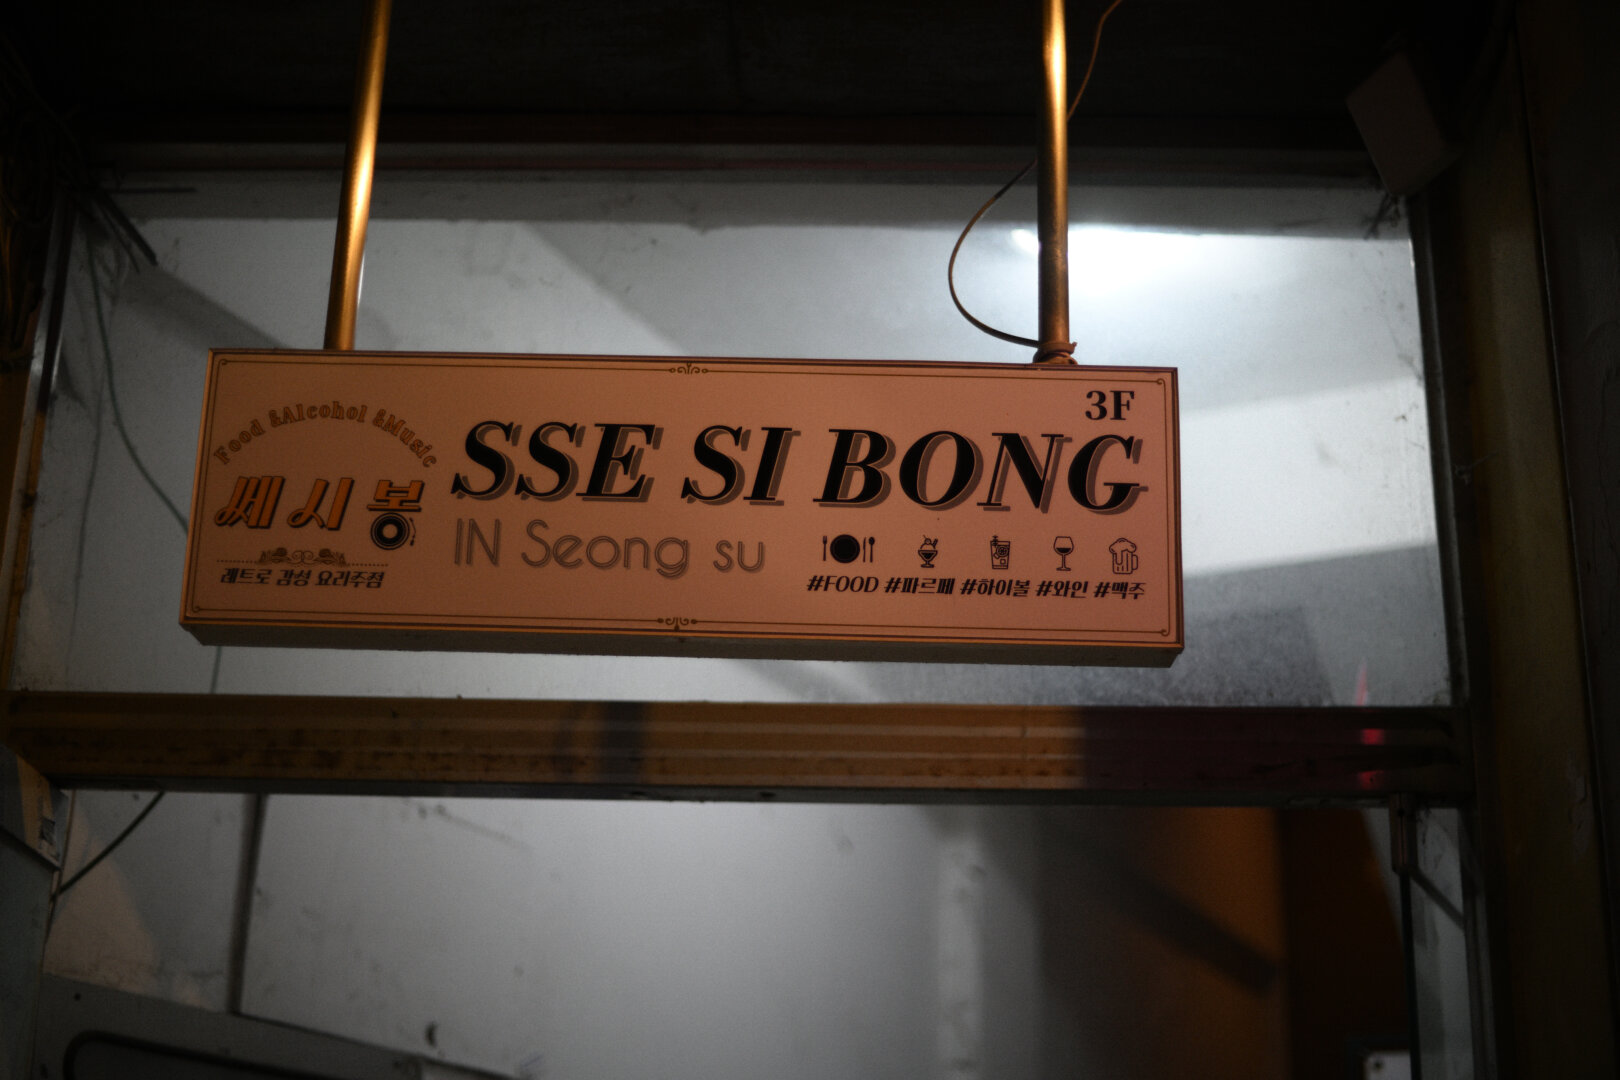 Food &Alcohol &Music
쎄시봉
레트로 감성 요리주점
3F
SSE SI BONG
IN Seong su
#FOOD #파르페 #하이볼 #와인 #맥주